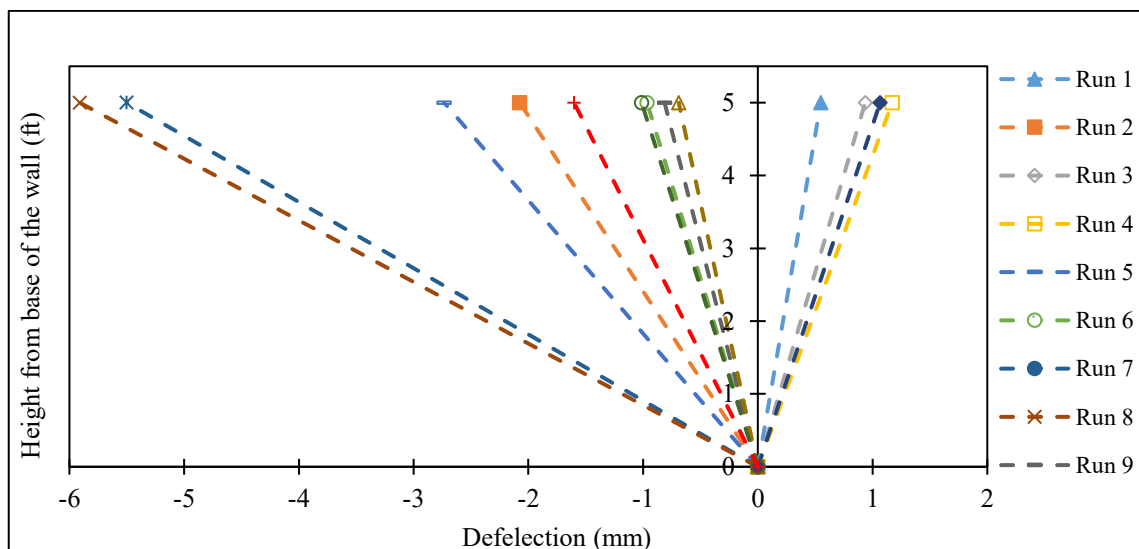 Height from base of the wall (ft)
5
4
3
2
1
0
-6 -5 -4 -3 -2 -1 0 1 2
Defelection (mm)
Run 1
Run 2
Run 3
Run 4
Run 5
Run 6
Run 7
Run 8
Run 9